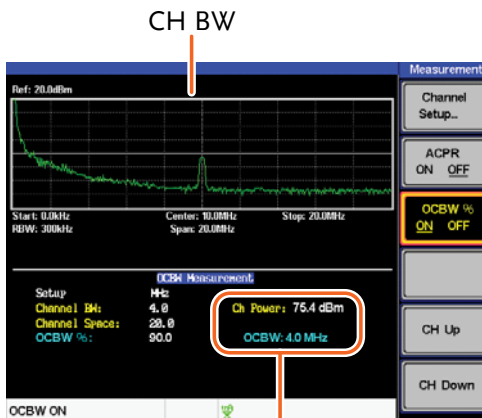 CH BW
Measurement
Ref: 20.0dBm
Channel
Setup...
ACPR
ON OFF
Start: 0.0kHz Center: 10.0MHz Stop: 20.0MHz
RBW: 300kHz Span: 20.0MHz
OCBW %
ON OFF
OCBW Measurement
Setup MHz
Channel BW: 4.0 Ch Power: 75.4 dBm
Channel Space: 20.0
OCBW %: 90.0 OCBW: 4.0 MHz
CH Up
CH Down
OCBW ON